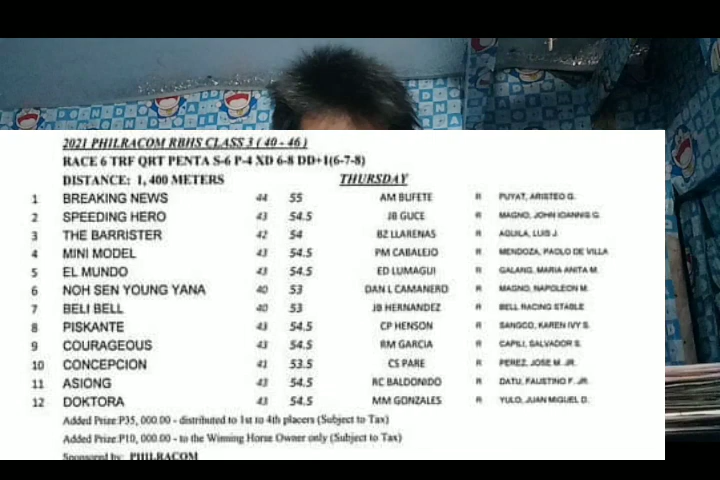 2021 PHILRACOM RBHS CLASS 3 ( 40 - 46 )
RACE 6 TRF QRT PENTA S-6 P-4 XD 6-8 DD+1(6-7-8)
DISTANCE: 1, 400 METERS THURSDAY
1 BREAKING NEWS 44 55 AM BUFETE R PUYAT, ARISTEO G.
2 SPEEDING HERO 43 54.5 JB GUCE R MAGNO, JOHN IOANNIS G.
3 THE BARRISTER 42 54 BZ LLARENAS R AGUILA, LUIS J.
4 MINI MODEL 43 54.5 PM CABALEJO R MENDOZA, PAOLO DE VILLA
5 EL MUNDO 43 54.5 ED LUMAGUI R GALANG, MARIA ANITA M.
6 NOH SEN YOUNG YANA 40 53 DAN L CAMANERO R MAGNO, NAPOLEON M.
7 BELI BELL 40 53 JB HERNANDEZ R BELL RACING STABLE
8 PISKANTE 43 54.5 CP HENSON R SANGCO, KAREN IVY S.
9 COURAGEOUS 43 54.5 RM GARCIA R CAPILI, SALVADOR S.
10 CONCEPCION 41 53.5 CS PARE R PEREZ, JOSE M. JR.
11 ASIONG 43 54.5 RC BALDONIDO R DATU, FAUSTINO F. JR.
12 DOKTORA 43 54.5 MM GONZALES R YULO, JUAN MIGUEL D.
Added Prize:P35, 000.00 - distributed to 1st to 4th placers (Subject to Tax)
Added Prize:P10, 000.00 - to the Winning Horse Owner only (Subject to Tax)
Sponsored by: PHILRACOM